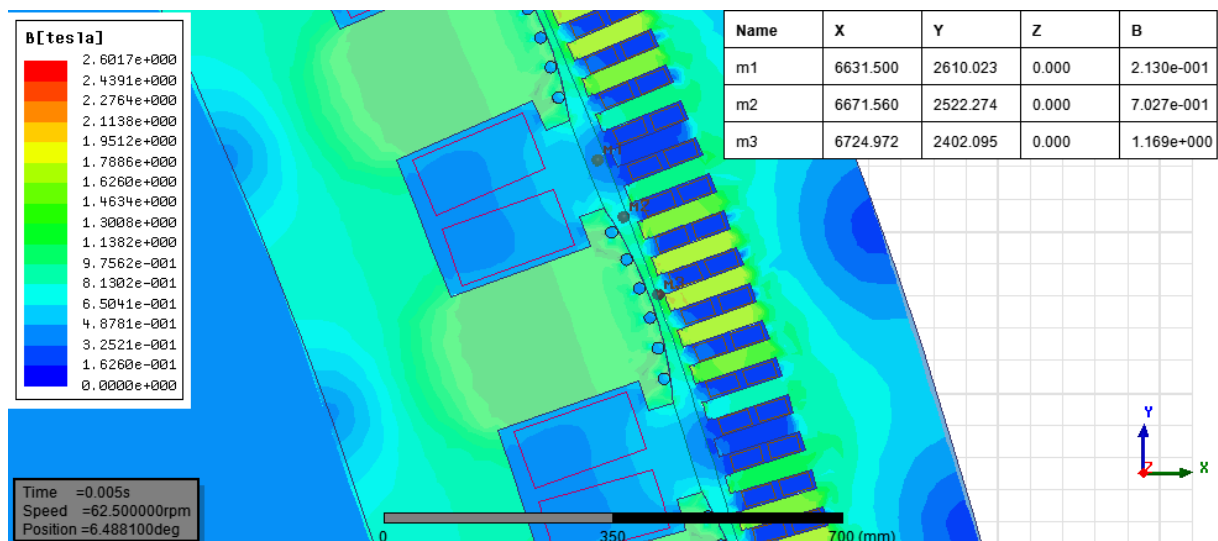 B[tesla]
2.6017e+000
2.4391e+000
2.2764e+000
2.1138e+000
1.9512e+000
1.7886e+000
1.6260e+000
1.4634e+000
1.3008e+000
1.1382e+000
9.7562e-001
8.1302e-001
6.5041e-001
4.8781e-001
3.2521e-001
1.6260e-001
0.0000e+000
Name X Y Z B
m1 6631.500 2610.023 0.000 2.130e-001
m2 6671.560 2522.274 0.000 7.027e-001
m3 6724.972 2402.095 0.000 1.169e+000
M1
M2
M3
Y
Z
X
Time =0.005s
Speed =62.500000rpm
Position =6.488100deg
0 350 700 (mm)